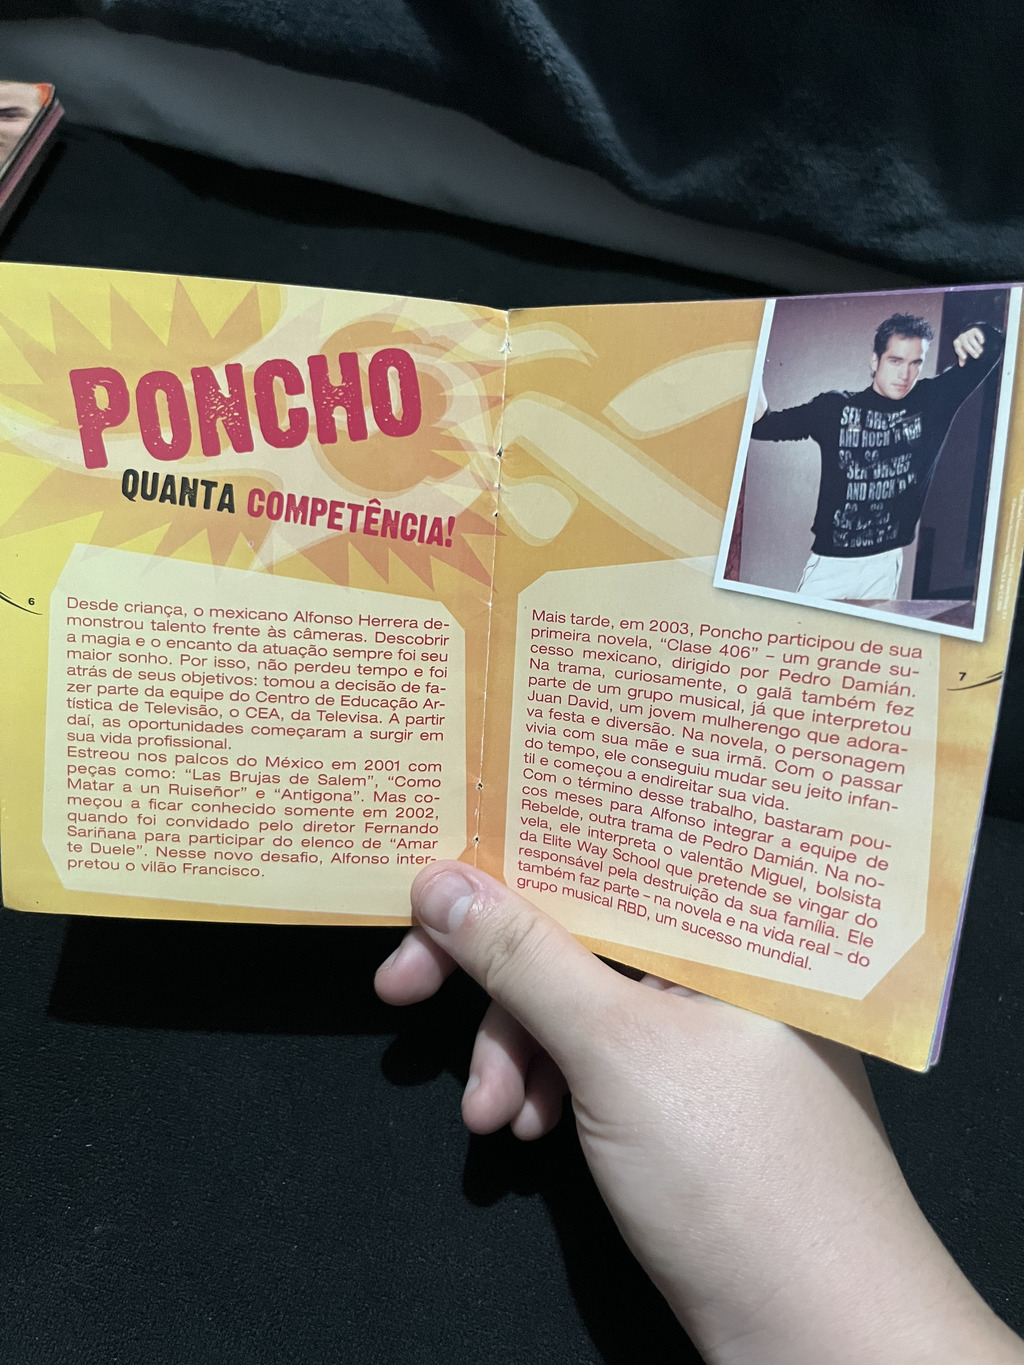 PONCHO
QUANTA COMPETÊNCIA!
6
Desde criança, o mexicano Alfonso Herrera de-
monstrou talento frente às câmeras. Descobrir
a magia e o encanto da atuação sempre foi seu
maior sonho. Por isso, não perdeu tempo e foi
atrás de seus objetivos: tomou a decisão de fa-
zer parte da equipe do Centro de Educação Ar-
tística de Televisão, o CEA, da Televisa. A partir
daí, as oportunidades começaram a surgir em
sua vida profissional.
Estreou nos palcos do México em 2001 com
peças como: “Las Brujas de Salem”, “Como
Matar a un Ruiseñor” e “Antigona”. Mas co-
meçou a ficar conhecido somente em 2002,
quando foi convidado pelo diretor Fernando
Sariñana para participar do elenco de “Amar
te Duele”. Nesse novo desafio, Alfonso inter-
pretou o vilão Francisco.
SEX DRUGS
AND ROCK 'N
SEX DRUGS
AND ROCK 'N
Mais tarde, em 2003, Poncho participou de sua
primeira novela, “Clase 406” – um grande su-
cesso mexicano, dirigido por Pedro Damián.
Na trama, curiosamente, o galã também fez
parte de um grupo musical, já que interpretou
Juan David, um jovem mulherengo que adora-
va festa e diversão. Na novela, o personagem
vivia com sua mãe e sua irmã. Com o passar
do tempo, ele conseguiu mudar seu jeito infan-
til e começou a endireitar sua vida.
Com o término desse trabalho, bastaram pou-
cos meses para Alfonso integrar a equipe de
Rebelde, outra trama de Pedro Damián. Na no-
vela, ele interpreta o valentão Miguel, bolsista
da Elite Way School que pretende se vingar do
responsável pela destruição da sua família. Ele
também faz parte – na novela e na vida real – do
grupo musical RBD, um sucesso mundial.
7